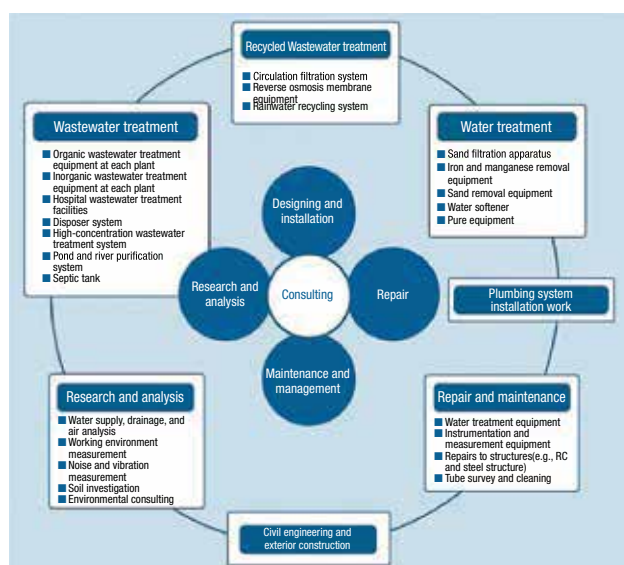 Recycled Wastewater treatment
■ Circulation filtration system
■ Reverse osmosis membrane
equipment
■ Rainwater recycling system
Wastewater treatment
■ Organic wastewater treatment
equipment at each plant
■ Inorganic wastewater treatment
equipment at each plant
■ Hospital wastewater treatment
facilities
■ Disposer system
■ High-concentration wastewater
treatment system
■ Pond and river purification
system
■ Septic tank
Water treatment
■ Sand filtration apparatus
■ Iron and manganese removal
equipment
■ Sand removal equipment
■ Water softener
■ Pure equipment
Designing and
installation
Research and
analysis
Consulting
Repair
Maintenance and
management
Plumbing system
installation work
Research and analysis
■ Water supply, drainage, and
air analysis
■ Working environment
measurement
■ Noise and vibration
measurement
■ Soil investigation
■ Environmental consulting
Repair and maintenance
■ Water treatment equipment
■ Instrumentation and
measurement equipment
■ Repairs to structures(e.g., RC
and steel structure)
■ Tube survey and cleaning
Civil engineering and
exterior construction